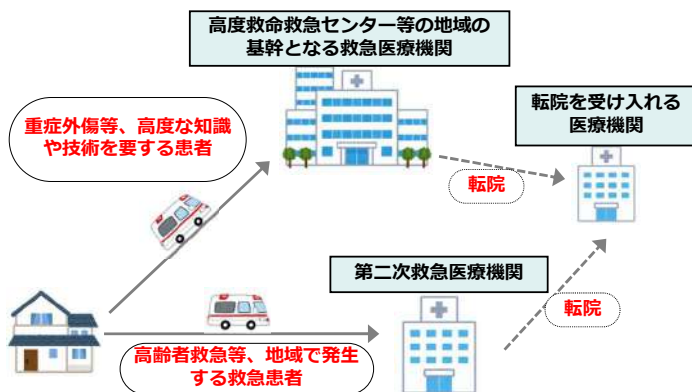 高度救命救急センター等の地域の
基幹となる救急医療機関
転院を受け入れる
医療機関
重症外傷等、高度な知識
や技術を要する患者
転院
第二次救急医療機関
転院
高齢者救急等、地域で発生
する救急患者